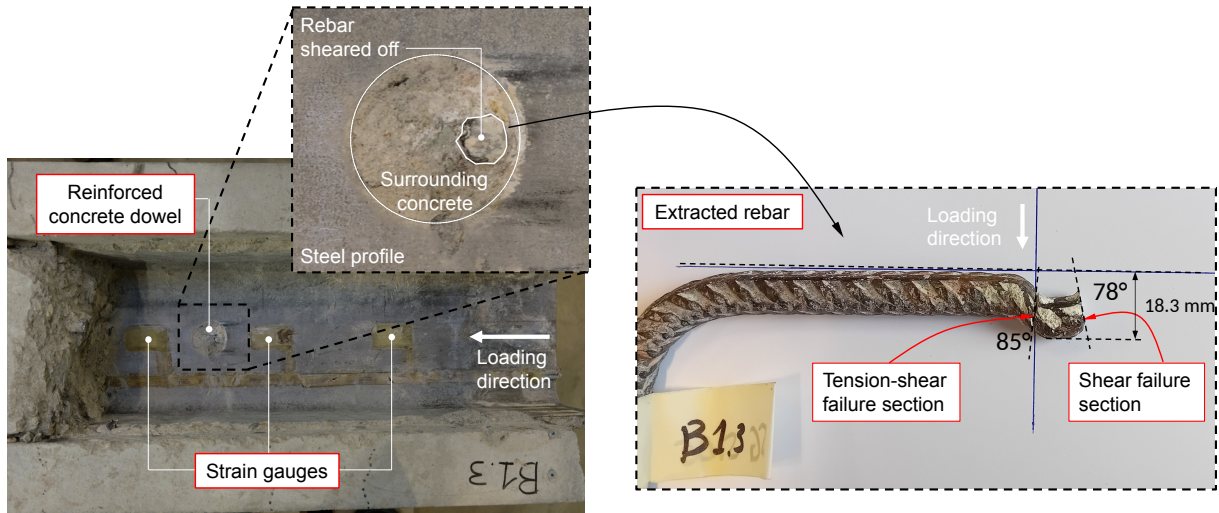 Rebar
sheared off
Surrounding
concrete
Steel profile
Reinforced
concrete dowel
Loading
direction
Strain gauges
B1.3
Extracted rebar
Loading
direction
78°
18.3 mm
85°
Tension-shear
failure section
Shear failure
section
B1.3